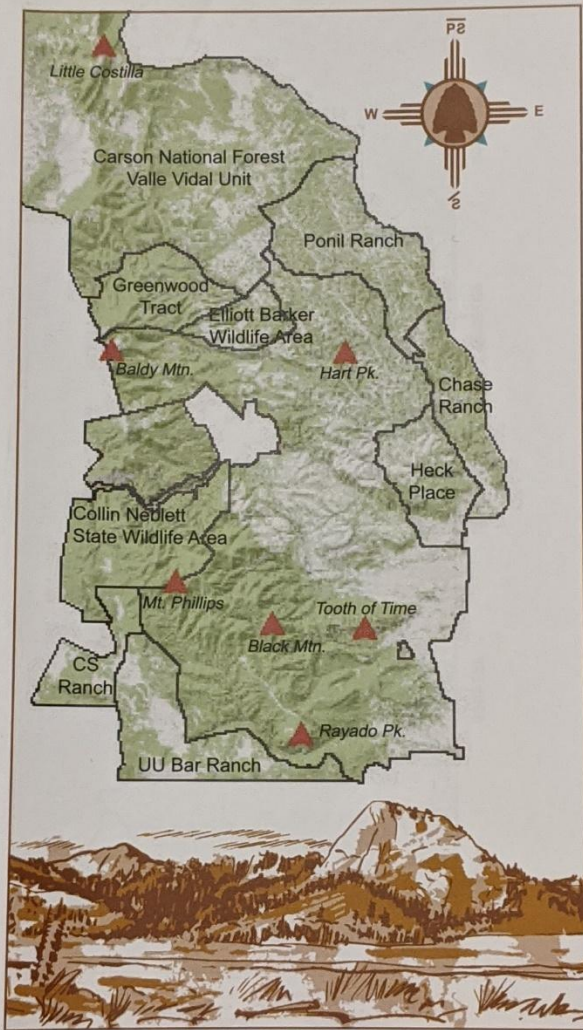 Little Costilla
W
E
Carson National Forest
Valle Vidal Unit
Ponil Ranch
Greenwood
Tract
Elliott Barker
Wildlife Area
Baldy Mtn.
Hart Pk.
Chase
Ranch
Heck
Place
Collin Neblett
State Wildlife Area
Mt. Phillips
Tooth of Time
Black Mtn.
CS
Ranch
Rayado Pk.
UU Bar Ranch